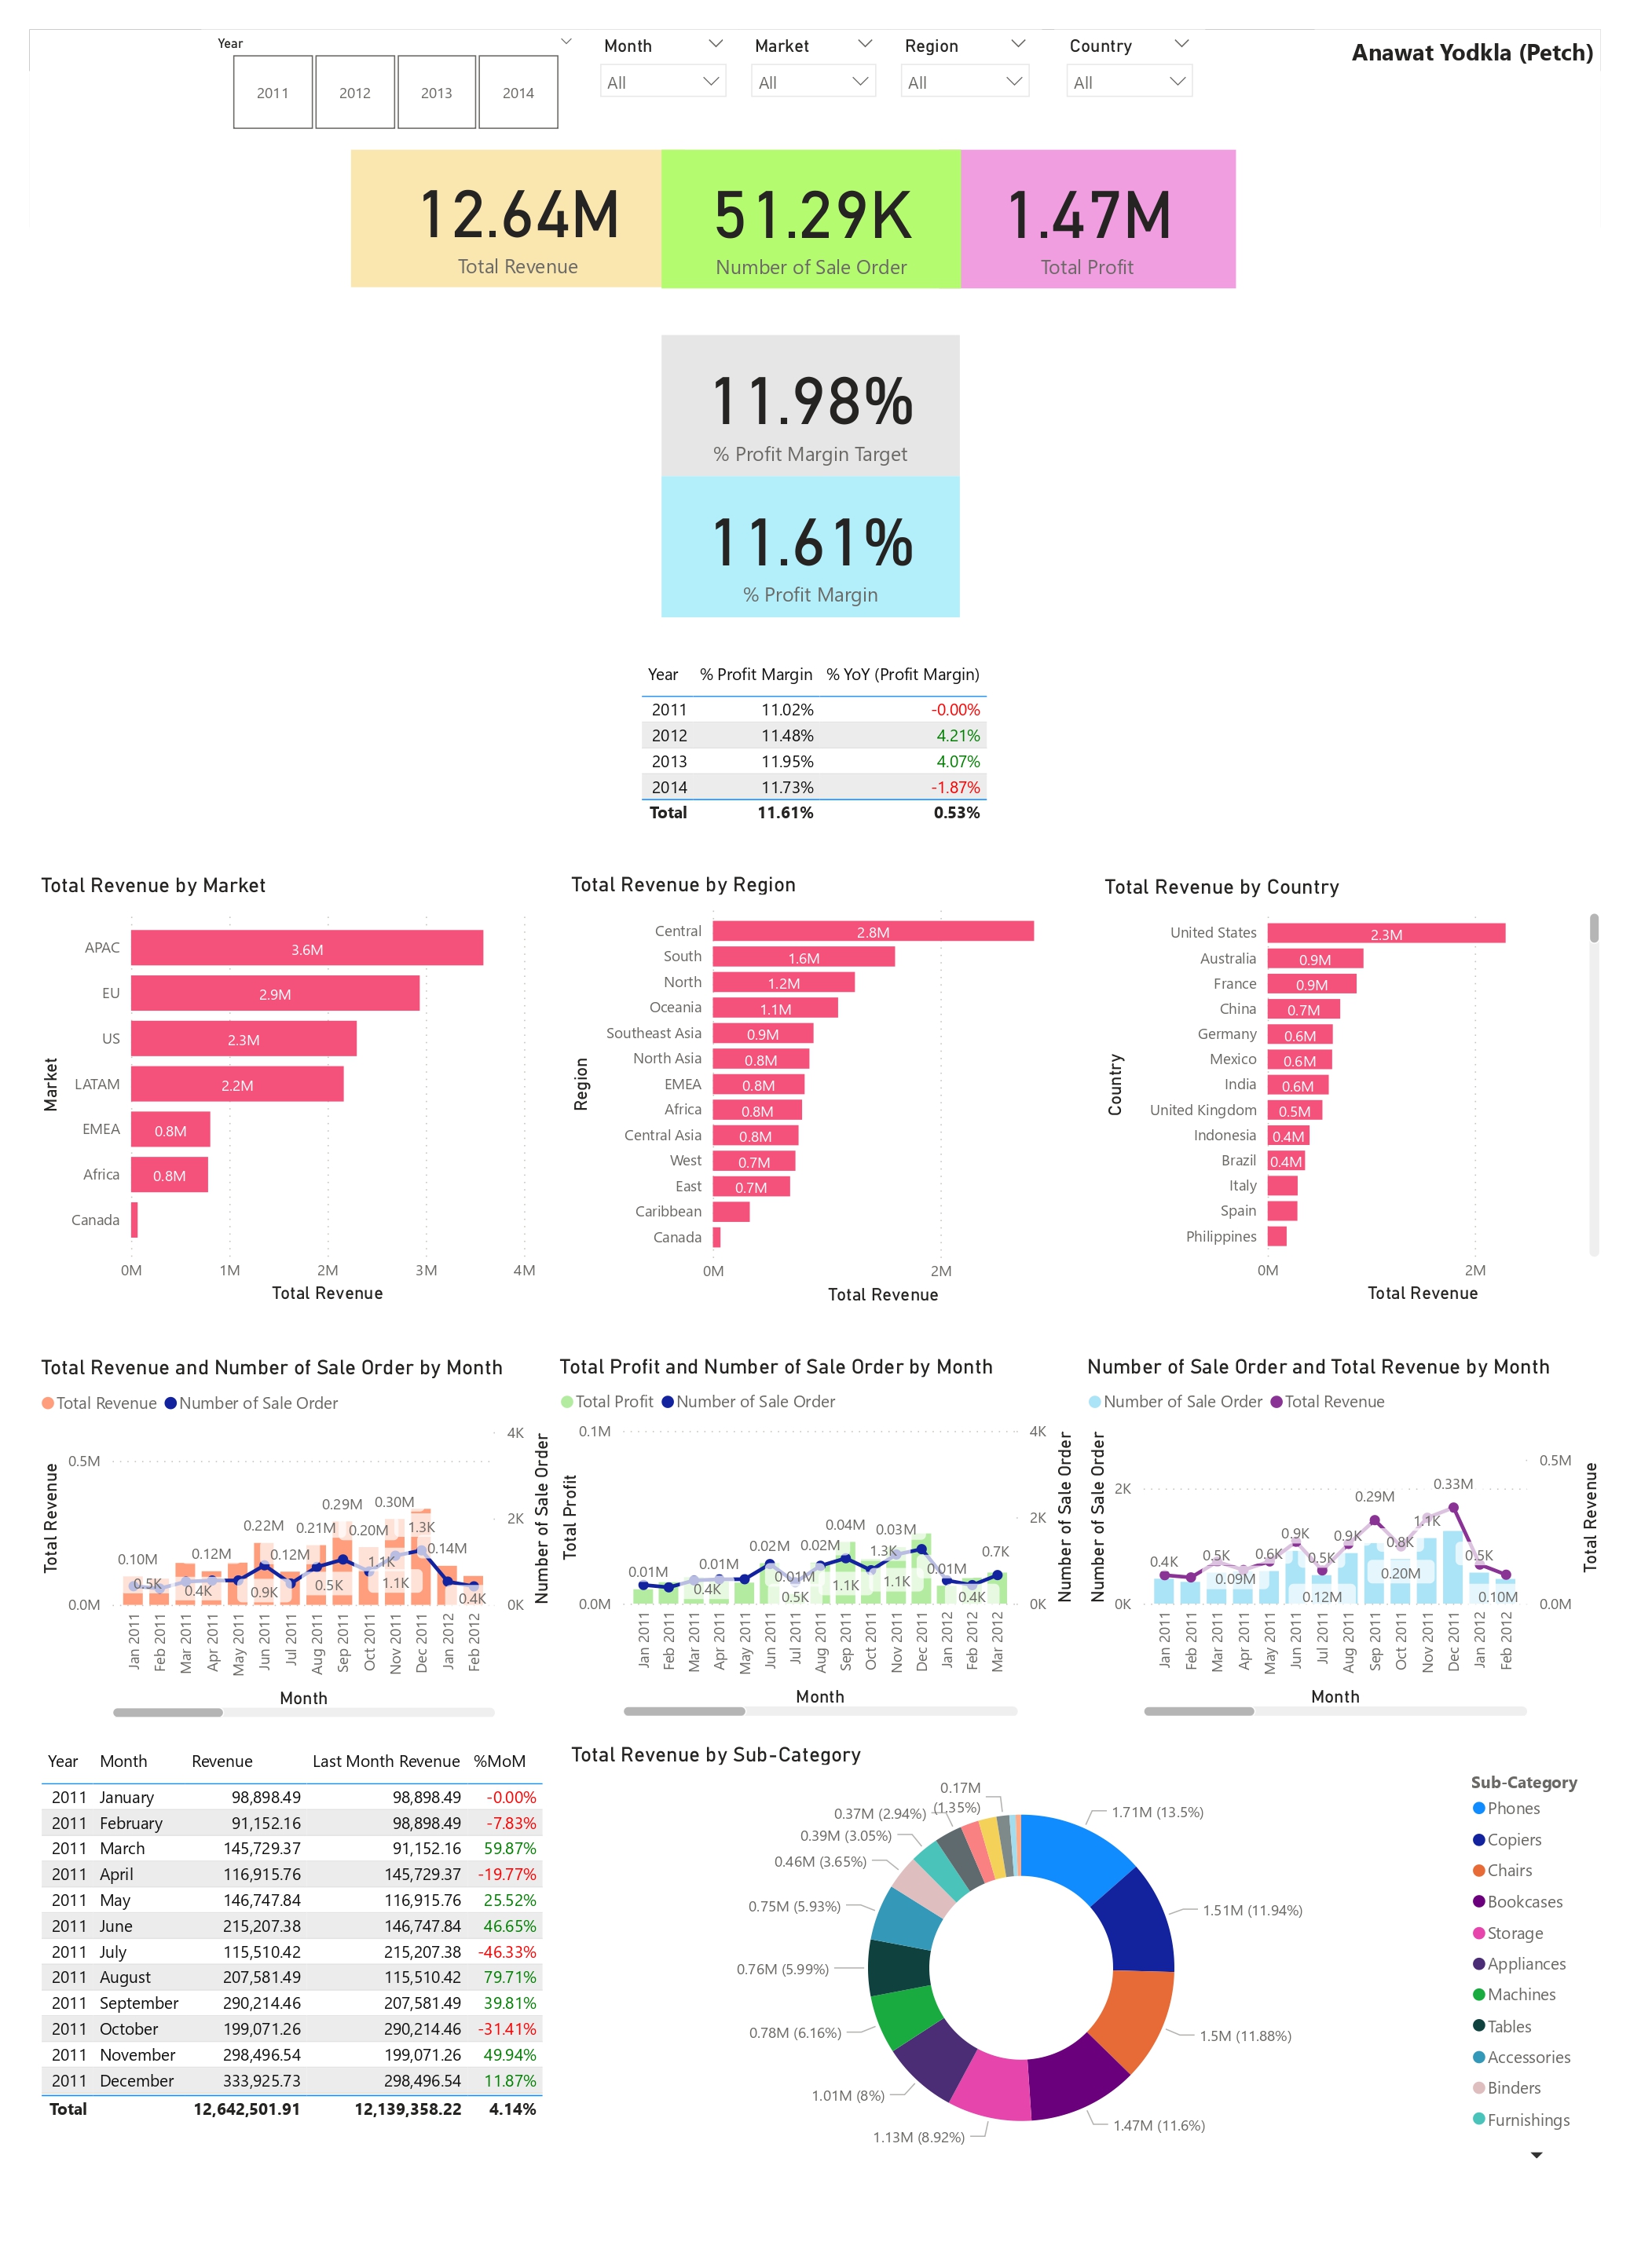 Year
Month
Market
Region
Country
Anawat Yodkla (Petch)
2011
2012
2013
2014
All
All
All
All
12.64M
Total Revenue
51.29K
Number of Sale Order
1.47M
Total Profit
11.98%
% Profit Margin Target
11.61%
% Profit Margin
Year % Profit Margin % YoY (Profit Margin)
2011 11.02% -0.00%
2012 11.48% 4.21%
2013 11.95% 4.07%
2014 11.73% -1.87%
Total 11.61% 0.53%
Total Revenue by Market
Market
APAC 3.6M
EU 2.9M
US 2.3M
LATAM 2.2M
EMEA 0.8M
Africa 0.8M
Canada
0M 1M 2M 3M 4M
Total Revenue
Total Revenue by Region
Region
Central 2.8M
South 1.6M
North 1.2M
Oceania 1.1M
Southeast Asia 0.9M
North Asia 0.8M
EMEA 0.8M
Africa 0.8M
Central Asia 0.8M
West 0.7M
East 0.7M
Caribbean
Canada
0M 2M
Total Revenue
Total Revenue by Country
Country
United States 2.3M
Australia 0.9M
France 0.9M
China 0.7M
Germany 0.6M
Mexico 0.6M
India 0.6M
United Kingdom 0.5M
Indonesia 0.4M
Brazil 0.4M
Italy
Spain
Philippines
0M 2M
Total Revenue
Total Revenue and Number of Sale Order by Month
Total Revenue Number of Sale Order
Total Revenue
0.5M
0.0M
4K
2K
0K
Number of Sale Order
0.10M 0.12M 0.22M 0.12M 0.21M 0.29M 0.20M 0.30M 0.14M
0.5K 0.4K 0.9K 0.5K 1.1K 1.1K 1.3K 0.4K
Jan 2011 Feb 2011 Mar 2011 Apr 2011 May 2011 Jun 2011 Jul 2011 Aug 2011 Sep 2011 Oct 2011 Nov 2011 Dec 2011 Jan 2012 Feb 2012
Month
Total Profit and Number of Sale Order by Month
Total Profit Number of Sale Order
Total Profit
0.1M
0.0M
4K
2K
0K
Number of Sale Order
0.01M 0.01M 0.02M 0.01M 0.02M 0.04M 0.03M 0.01M
0.4K 0.5K 1.1K 1.3K 1.1K 0.4K 0.7K
Jan 2011 Feb 2011 Mar 2011 Apr 2011 May 2011 Jun 2011 Jul 2011 Aug 2011 Sep 2011 Oct 2011 Nov 2011 Dec 2011 Jan 2012 Feb 2012 Mar 2012
Month
Number of Sale Order and Total Revenue by Month
Number of Sale Order Total Revenue
Number of Sale Order
2K
0K
0.5M
0.0M
Total Revenue
0.4K 0.5K 0.6K 0.9K 0.5K 0.9K 0.8K 1.1K 0.5K
0.09M 0.12M 0.29M 0.20M 0.33M 0.10M
Jan 2011 Feb 2011 Mar 2011 Apr 2011 May 2011 Jun 2011 Jul 2011 Aug 2011 Sep 2011 Oct 2011 Nov 2011 Dec 2011 Jan 2012 Feb 2012
Month
Year Month Revenue Last Month Revenue %MoM
2011 January 98,898.49 98,898.49 -0.00%
2011 February 91,152.16 98,898.49 -7.83%
2011 March 145,729.37 91,152.16 59.87%
2011 April 116,915.76 145,729.37 -19.77%
2011 May 146,747.84 116,915.76 25.52%
2011 June 215,207.38 146,747.84 46.65%
2011 July 115,510.42 215,207.38 -46.33%
2011 August 207,581.49 115,510.42 79.71%
2011 September 290,214.46 207,581.49 39.81%
2011 October 199,071.26 290,214.46 -31.41%
2011 November 298,496.54 199,071.26 49.94%
2011 December 333,925.73 298,496.54 11.87%
Total 12,642,501.91 12,139,358.22 4.14%
Total Revenue by Sub-Category
1.71M (13.5%)
1.51M (11.94%)
1.5M (11.88%)
1.47M (11.6%)
1.13M (8.92%)
1.01M (8%)
0.78M (6.16%)
0.76M (5.99%)
0.75M (5.93%)
0.46M (3.65%)
0.39M (3.05%)
0.37M (2.94%)
0.17M
(1.35%)
Sub-Category
Phones
Copiers
Chairs
Bookcases
Storage
Appliances
Machines
Tables
Accessories
Binders
Furnishings